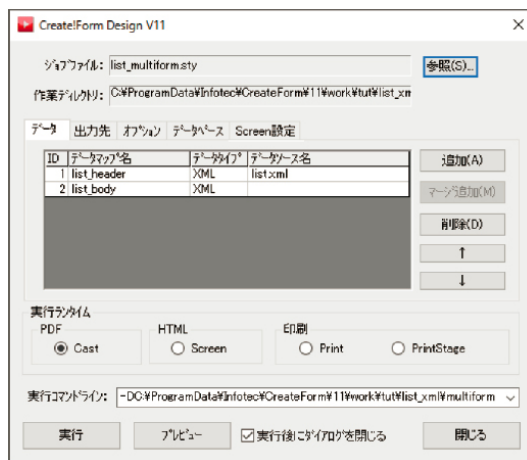 Create!Form Design V11
ジョブファイル: list_multiform.sty
参照(S)...
作業ディレクトリ: C:¥ProgramData¥Infotec¥CreateForm¥11¥work¥tut¥list_xm
データ 出力先 オプション データベース Screen設定
ID データマップ名 データタイプ データソース名
1 list_header XML list.xml
2 list_body XML
追加(A)
マージ追加(M)
削除(D)
↑
↓
実行ランタイム
PDF HTML 印刷
Cast Screen Print PrintStage
実行コマンドライン: -DC:¥ProgramData¥Infotec¥CreateForm¥11¥work¥tut¥list_xml¥multiform
実行 プレビュー 実行後にダイアログを閉じる 閉じる